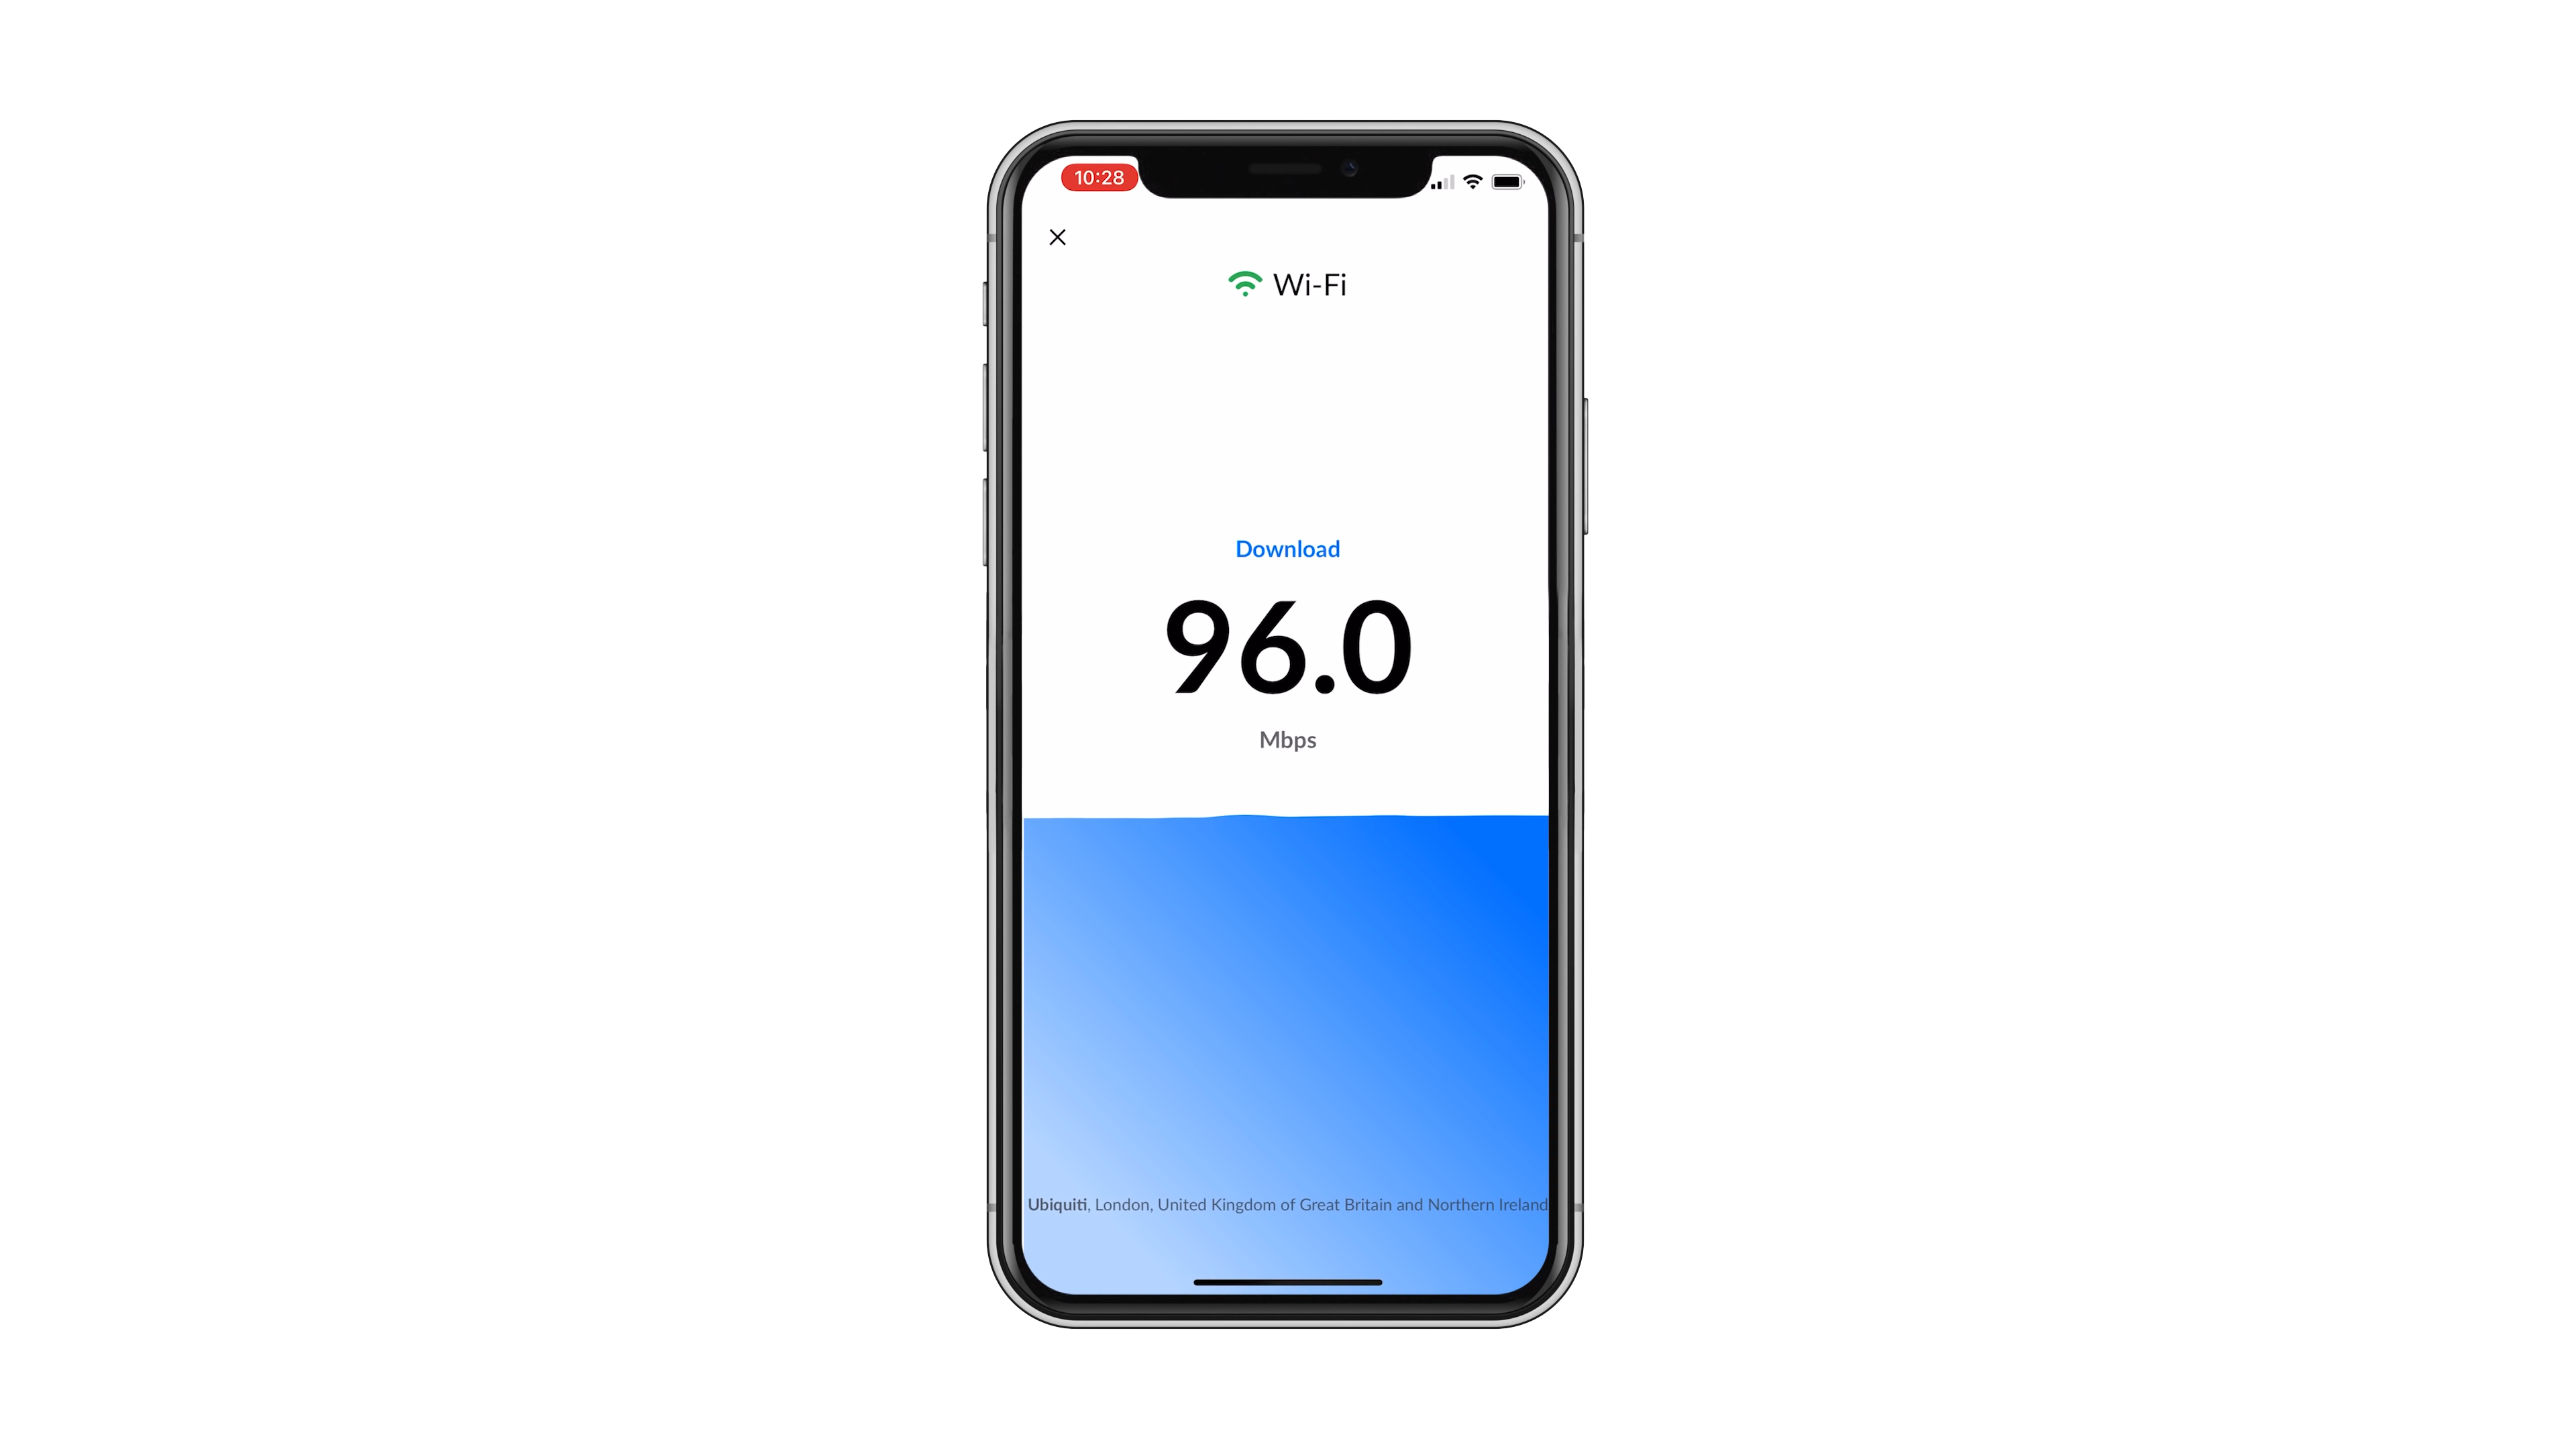 10:28
Wi-Fi
Download
96.0
Mbps
Ubiquiti, London, United Kingdom of Great Britain and Northern Ireland